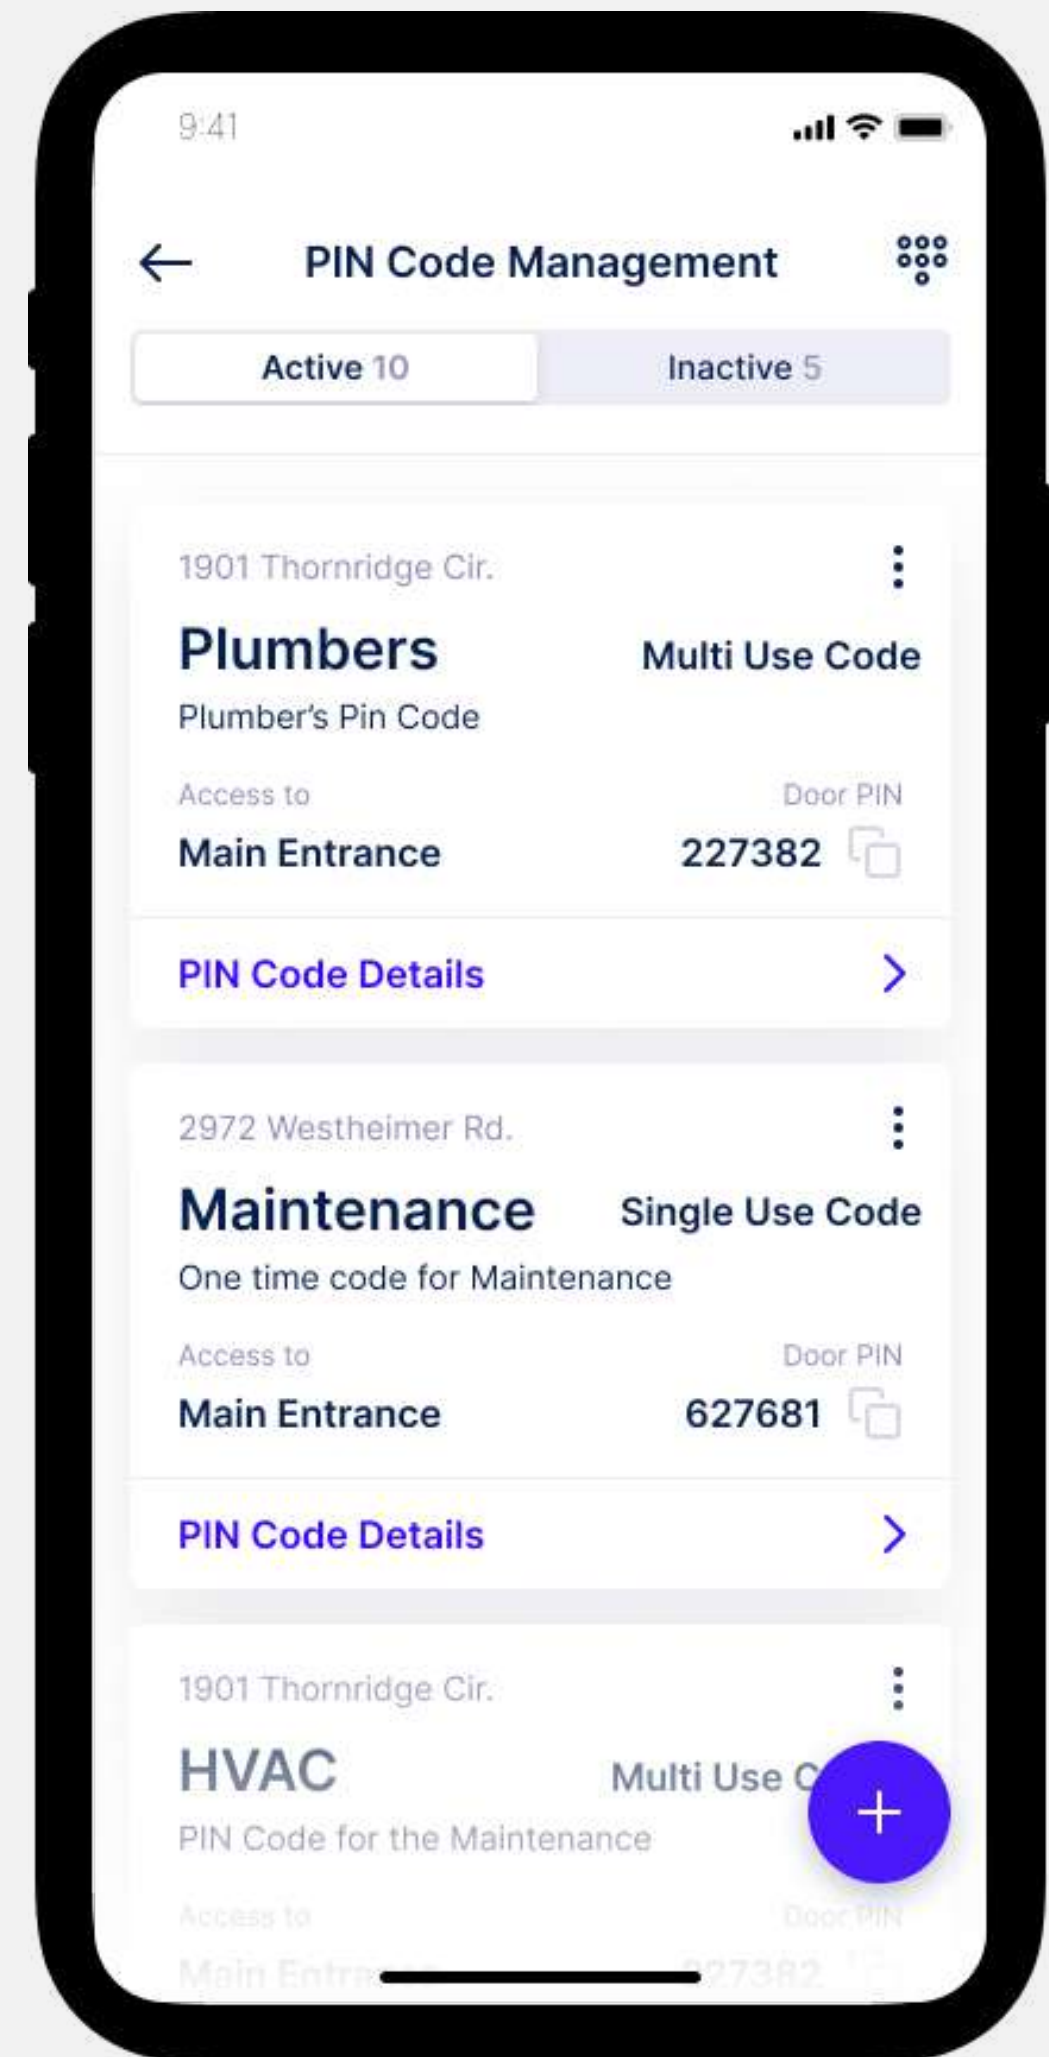 9:41
PIN Code Management
Active 10 Inactive 5
1901 Thornridge Cir.
Plumbers Multi Use Code
Plumber’s Pin Code
Access to Door PIN
Main Entrance 227382
PIN Code Details
2972 Westheimer Rd.
Maintenance Single Use Code
One time code for Maintenance
Access to Door PIN
Main Entrance 627681
PIN Code Details
1901 Thornridge Cir.
HVAC Multi Use
PIN Code for the Maintenance
Access to Door PIN
Main